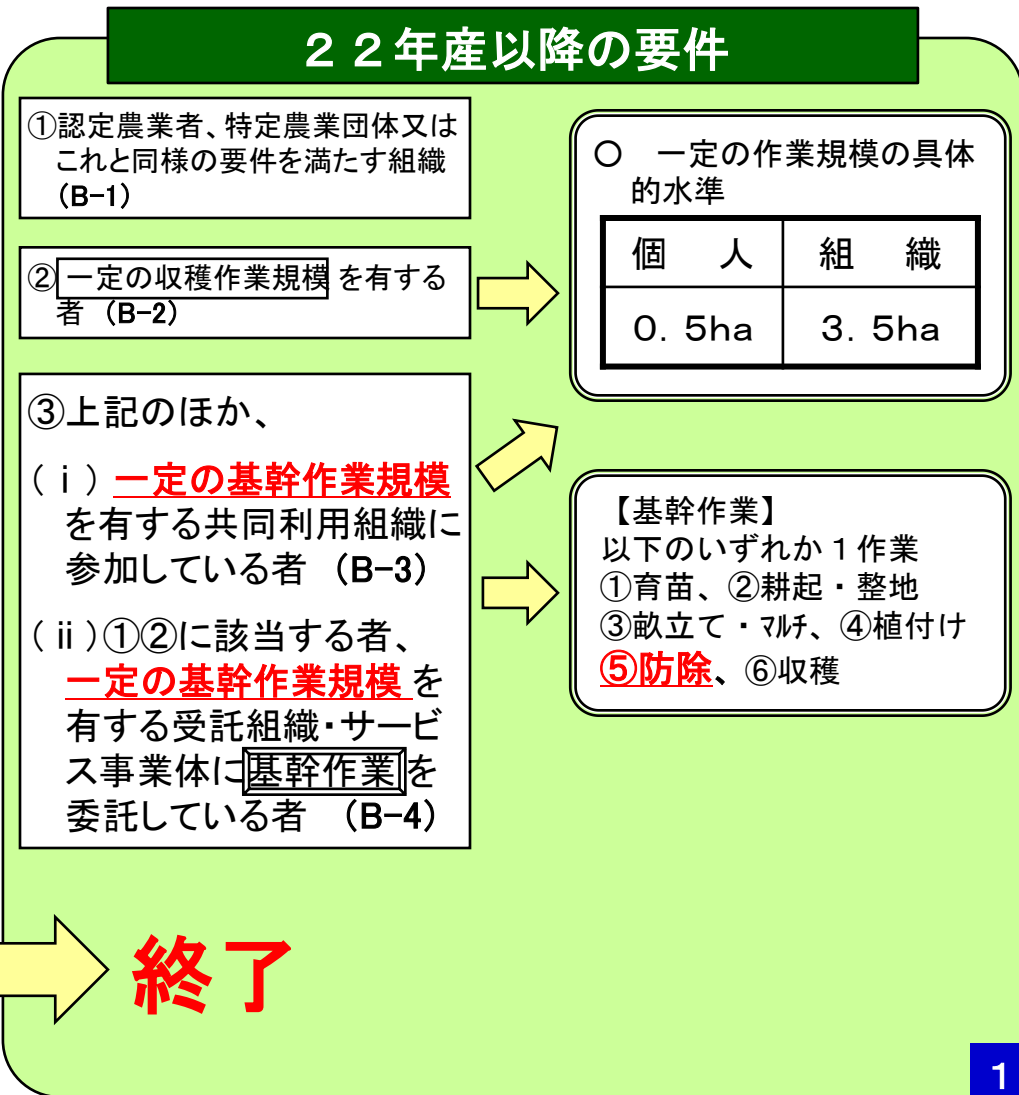 ２２年産以降の要件
①認定農業者、特定農業団体又は
これと同様の要件を満たす組織
（B-1）
②一定の収穫作業規模を有する
者 （B-2）
③上記のほか、
（ⅰ）一定の基幹作業規模
を有する共同利用組織に
参加している者 （B-3）
（ⅱ）①②に該当する者、
一定の基幹作業規模 を
有する受託組織・サービ
ス事業体に基幹作業を
委託している者 （B-4）
○ 一定の作業規模の具体
的水準
個 人 組 織
０．５ha ３．５ha
【基幹作業】
以下のいずれか１作業
①育苗、②耕起・整地
③畝立て・ﾏﾙﾁ、④植付け
⑤防除、⑥収穫
終了
1